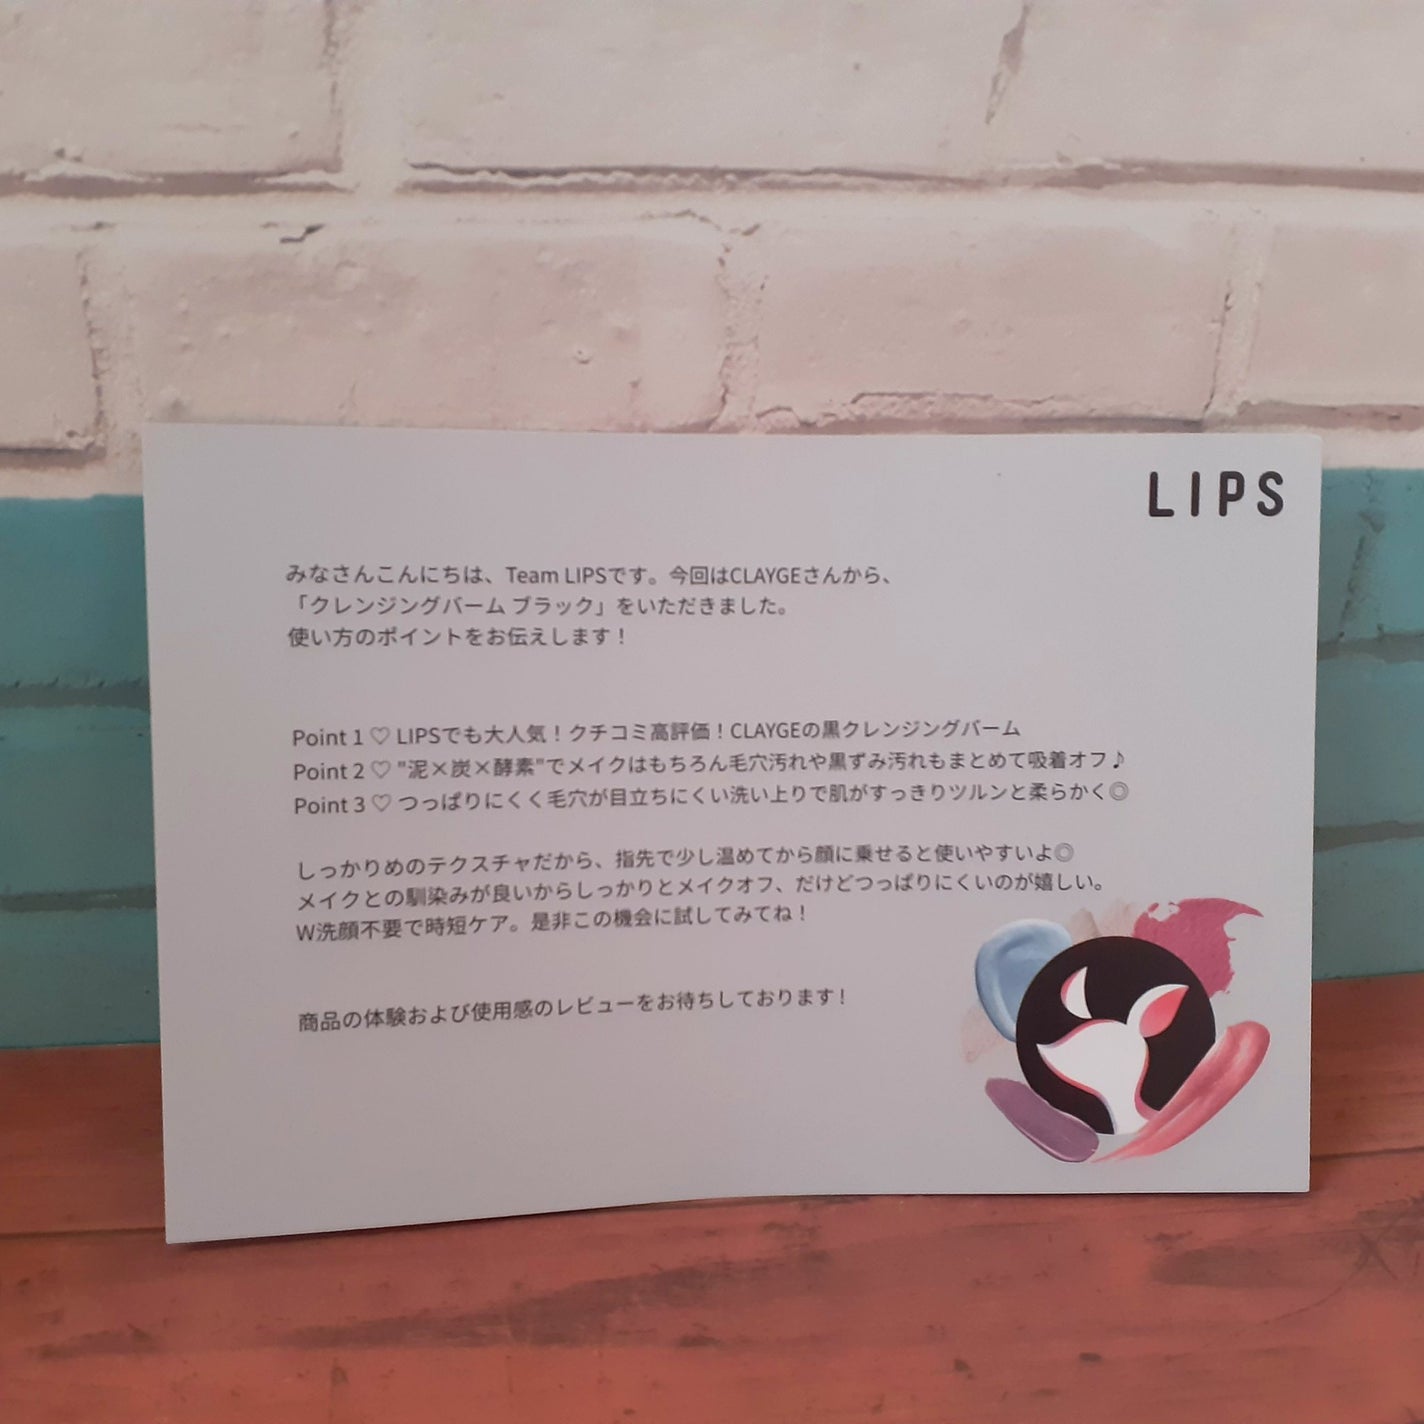 LIPS
みなさんこんにちは、Team LIPSです。今回はCLAYGEさんから、
「クレンジングバーム ブラック」をいただきました。
使い方のポイントをお伝えします！
Point 1 ♡ LIPSでも大人気！クチコミ高評価！CLAYGEの黒クレンジングバーム
Point 2 ♡ "泥×炭×酵素"でメイクはもちろん毛穴汚れや黒ずみ汚れもまとめて吸着オフ♪
Point 3 ♡ つっぱりにくく毛穴が目立ちにくい洗い上りで肌がすっきりツルンと柔らかく◎
しっかりめのテクスチャだから、指先で少し温めてから顔に乗せると使いやすいよ◎
メイクとの馴染みが良いからしっかりとメイクオフ、だけどつっぱりにくいのが嬉しい。
W洗顔不要で時短ケア。是非この機会に試してみてね！
商品の体験および使用感のレビューをお待ちしております！